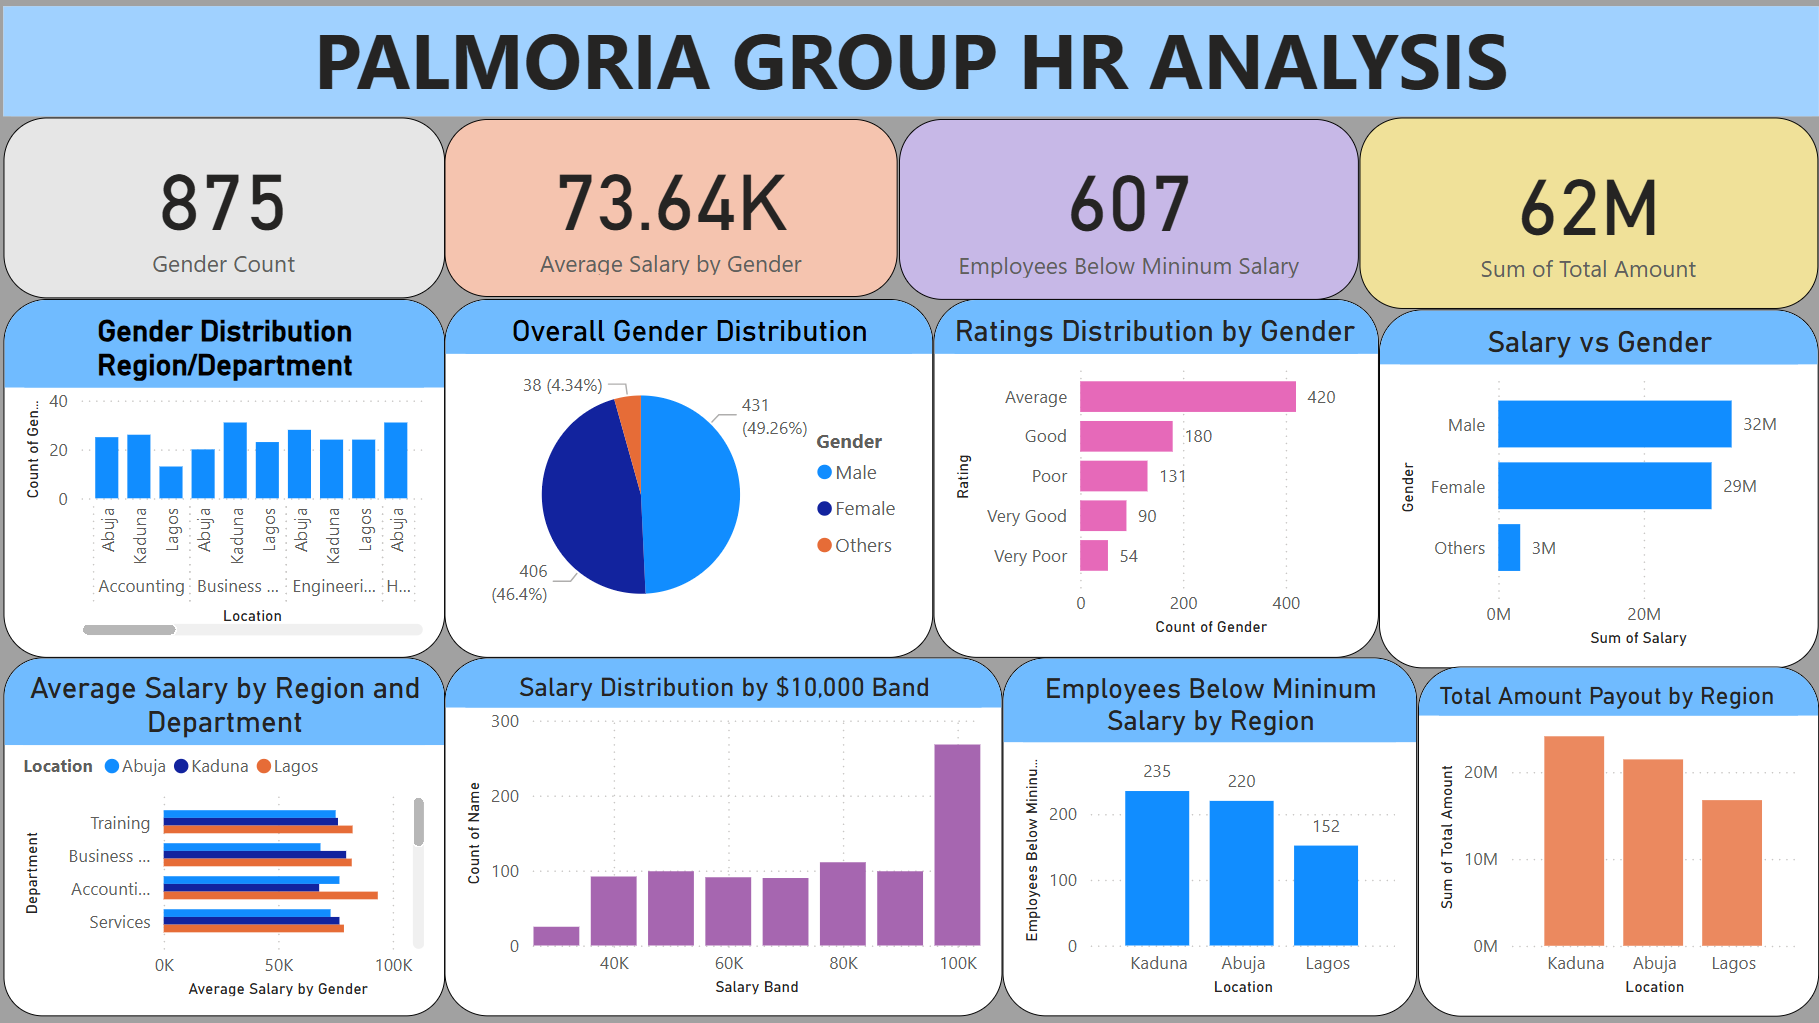 PALMORIA GROUP HR ANALYSIS
875
Gender Count
73.64K
Average Salary by Gender
607
Employees Below Mininum Salary
62M
Sum of Total Amount
Gender Distribution
Region/Department
Count of Gen...
40
20
0
Abuja
Kaduna
Lagos
Abuja
Kaduna
Lagos
Abuja
Kaduna
Lagos
Abuja
Accounting
Business ...
Engineeri...
H...
Location
Overall Gender Distribution
38 (4.34%)
431
(49.26%)
406
(46.4%)
Gender
Male
Female
Others
Ratings Distribution by Gender
Rating
Average
420
Good
180
Poor
131
Very Good
90
Very Poor
54
0
200
400
Count of Gender
Salary vs Gender
Gender
Male
32M
Female
29M
Others
3M
0M
20M
Sum of Salary
Average Salary by Region and
Department
Location
Abuja
Kaduna
Lagos
Department
Training
Business ...
Accounti...
Services
0K
50K
100K
Average Salary by Gender
Salary Distribution by $10,000 Band
Count of Name
300
200
100
0
40K
60K
80K
100K
Salary Band
Employees Below Mininum
Salary by Region
Employees Below Mininu...
200
100
0
235
220
152
Kaduna
Abuja
Lagos
Location
Total Amount Payout by Region
Sum of Total Amount
20M
10M
0M
Kaduna
Abuja
Lagos
Location